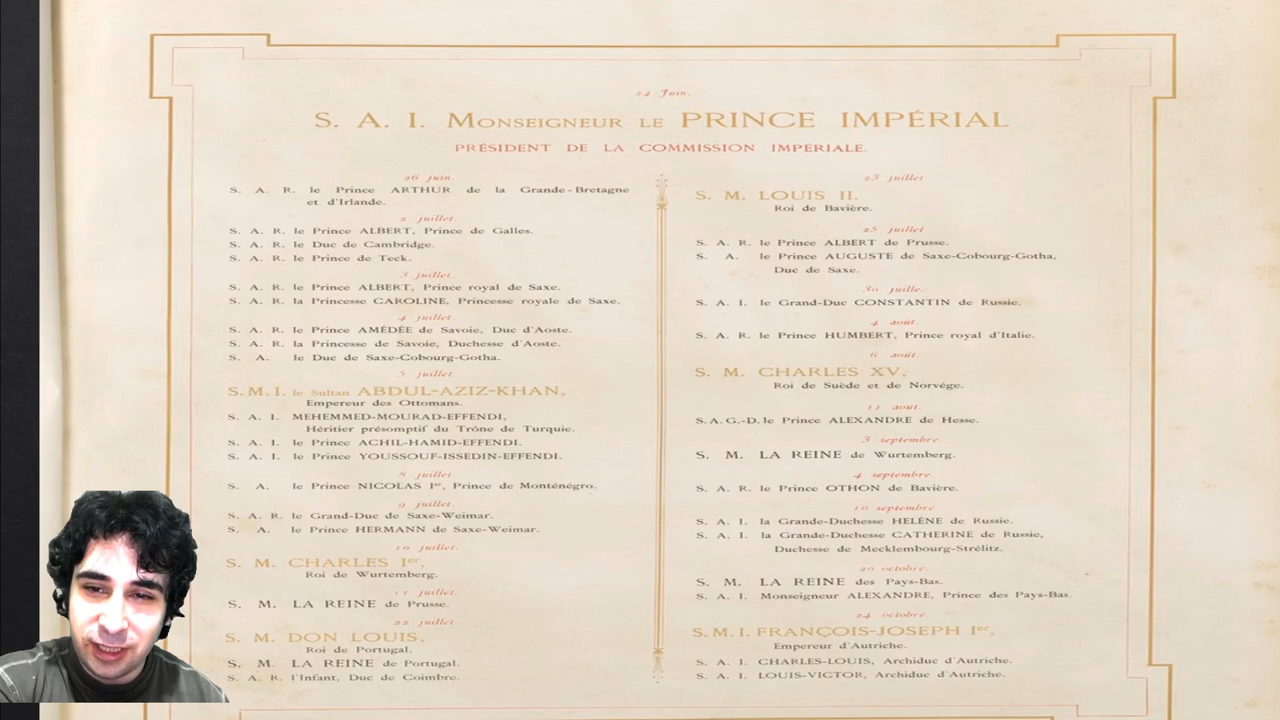 24 Juin.
S. A. I. MONSEIGNEUR LE PRINCE IMPÉRIAL
PRÉSIDENT DE LA COMMISSION IMPERIALE.
26 juin.
S. A. R. le Prince ARTHUR de la Grande-Bretagne
et d'Irlande.
2 juillet
S. A. R. le Prince ALBERT, Prince de Galles.
S. A. R. le Duc de Cambridge.
S. A. R. le Prince de Teck.
3 juillet.
S. A. R. le Prince ALBERT, Prince royal de Saxe.
S. A. R. la Princesse CAROLINE, Princesse royale de Saxe.
4 juillet.
S. A. R. le Prince AMÉDÉE de Savoie, Duc d'Aoste.
S. A. R. la Princesse de Savoie, Duchesse d'Aoste.
S. A. le Duc de Saxe-Cobourg-Gotha.
5 juillet.
S. M. I. le Sultan ABDUL-AZIZ-KHAN,
Empereur des Ottomans.
S. A. I. MEHEMMED-MOURAD-EFFENDI,
Héritier présomptif du Trône de Turquie.
S. A. I. le Prince ACHIL-HAMID-EFFENDI.
S. A. I. le Prince YOUSSOUF-ISSEDIN-EFFENDI.
8 juillet.
S. A. le Prince NICOLAS Ier, Prince de Monténégro.
9 juillet.
S. A. R. le Grand-Duc de Saxe-Weimar.
S. A. le Prince HERMANN de Saxe-Weimar.
10 juillet.
S. M. CHARLES Ier,
Roi de Wurtemberg.
11 juillet.
S. M. LA REINE de Prusse.
22 juillet.
S. M. DON LOUIS,
Roi de Portugal.
S. M. LA REINE de Portugal.
S. A. R. l'Infant, Duc de Coimbre.
23 juillet
S. M. LOUIS II.
Roi de Bavière.
25 juillet
S. A. R. le Prince ALBERT de Prusse.
S. A. le Prince AUGUSTE de Saxe-Cobourg-Gotha,
Duc de Saxe.
30 juille.
S. A. I. le Grand-Duc CONSTANTIN de Russie.
4 août.
S. A. R. le Prince HUMBERT, Prince royal d'Italie.
6 août.
S. M. CHARLES XV,
Roi de Suède et de Norvège.
11 août.
S. A. G.-D. le Prince ALEXANDRE de Hesse.
3 septembre.
S. M. LA REINE de Wurtemberg.
4 septembre.
S. A. R. le Prince OTHON de Bavière.
10 septembre.
S. A. I. la Grande-Duchesse HELÈNE de Russie.
S. A. I. la Grande-Duchesse CATHERINE de Russie,
Duchesse de Mecklembourg-Strélitz.
20 octobre.
S. M. LA REINE des Pays-Bas.
S. A. I. Monseigneur ALEXANDRE, Prince des Pays-Bas.
24 octobre.
S. M. I. FRANÇOIS-JOSEPH Ier,
Empereur d'Autriche.
S. A. I. CHARLES-LOUIS, Archiduc d'Autriche.
S. A. I. LOUIS-VICTOR, Archiduc d'Autriche.